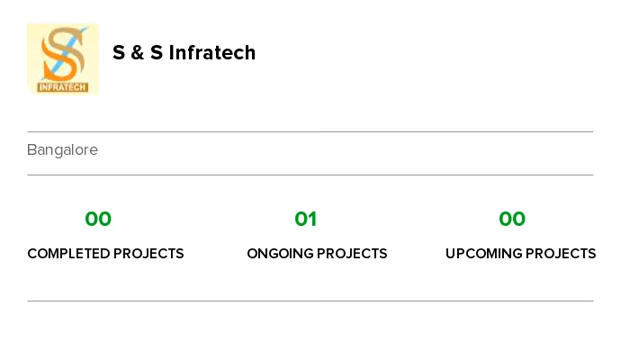 S & S Infratech
INFRATECH
Bangalore
00
01
00
COMPLETED PROJECTS
ONGOING PROJECTS
UPCOMING PROJECTS